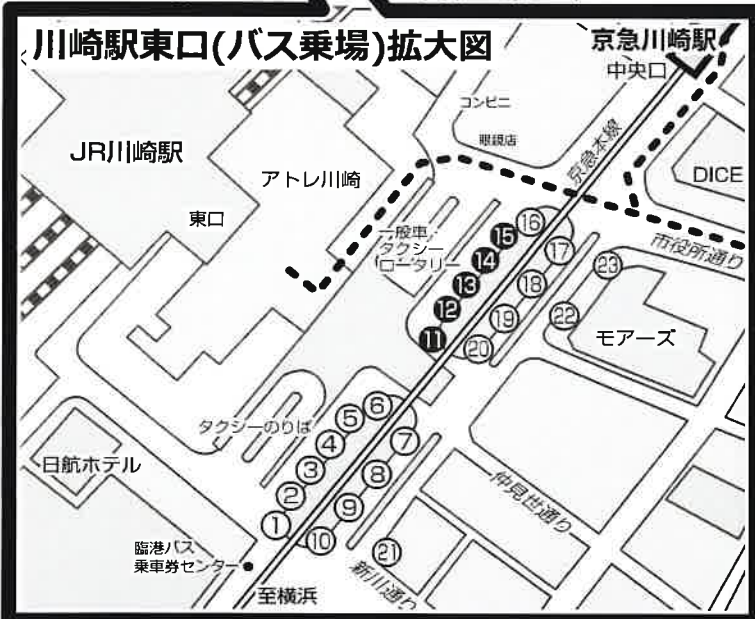 川崎駅東口(バス乗場)拡大図
京急川崎駅
中央口
コンビニ
眼鏡店
京急本線
JR川崎駅
アトレ川崎
東口
DICE
一般車・
タクシー
ロータリー
市役所通り
⑯
⑮
⑭
⑬
⑫
⑪
⑰
⑱
⑲
⑳
㉓
㉒
モアーズ
タクシーのりば
⑥
⑤
④
③
②
①
⑦
⑧
⑨
⑩
㉑
日航ホテル
仲見世通り
新川通り
臨港バス
乗車券センター
至横浜